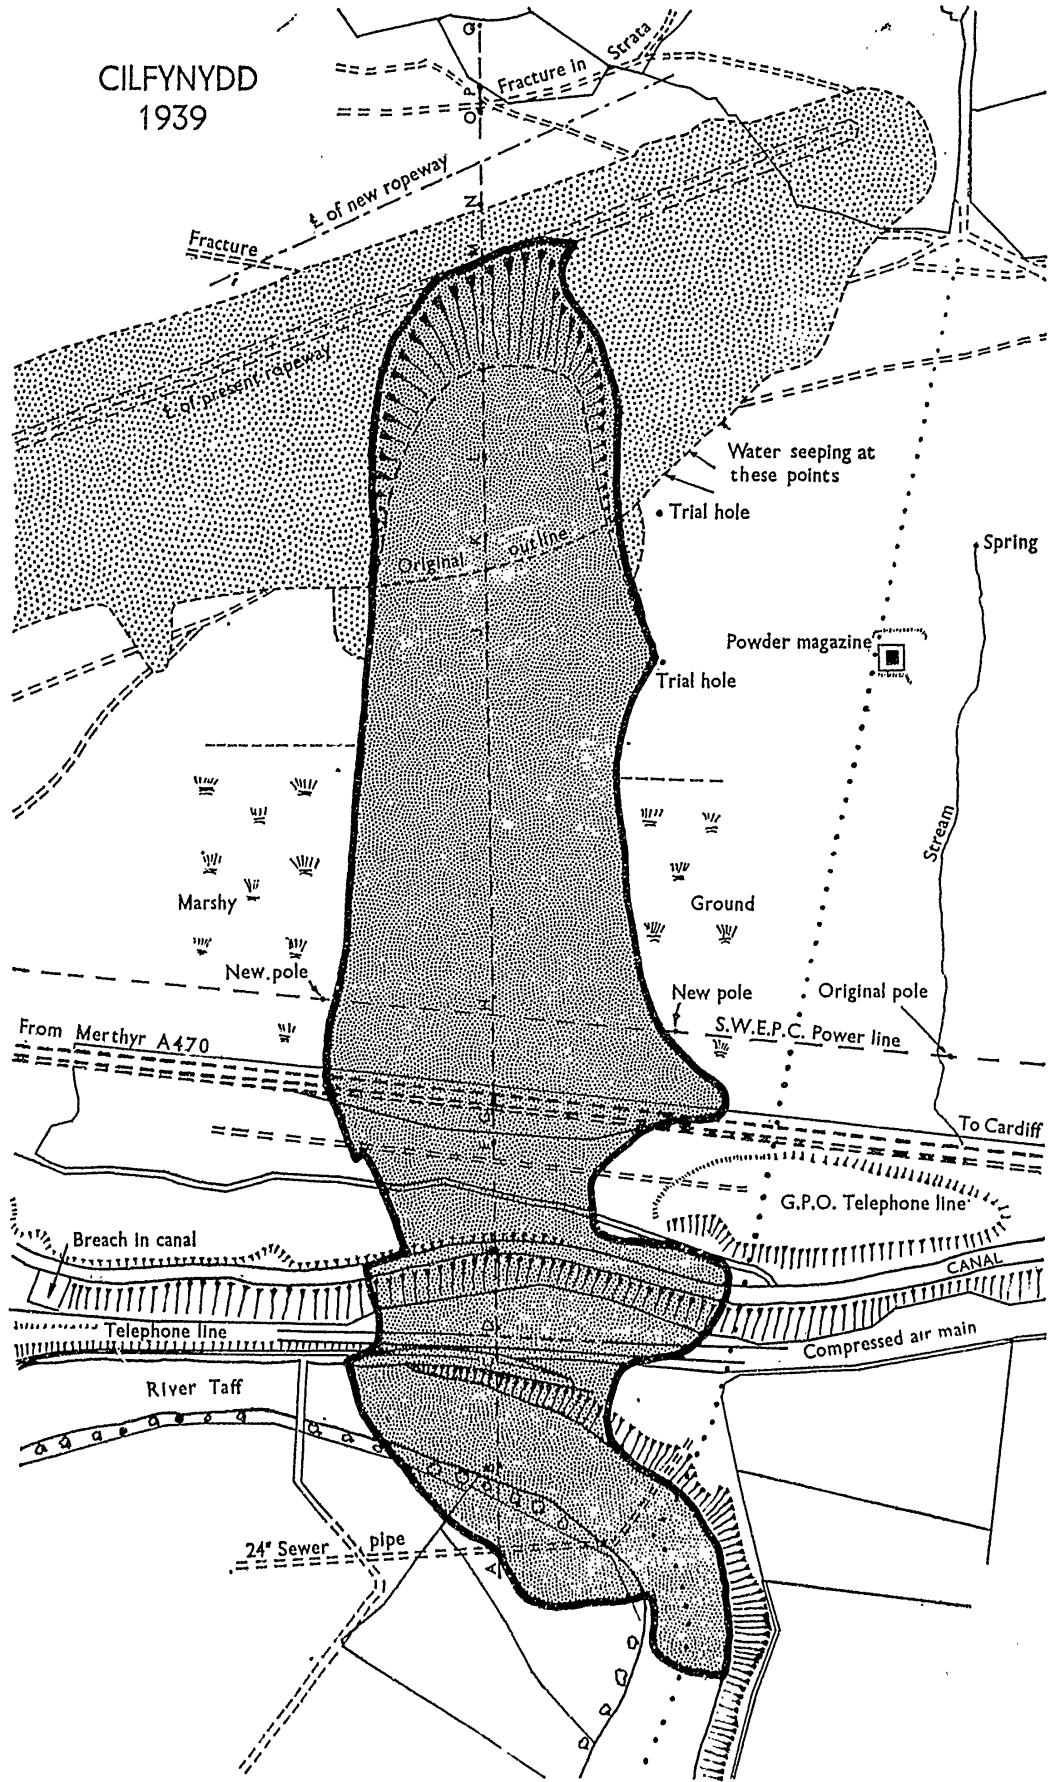 CILFYNYDD
1939
Q
P
O
N
M
Fracture in Strata
℄ of new ropeway
Fracture
℄ of present ropeway
Water seeping at
these points
Trial hole
L
K
Original outline
Spring
J
Powder magazine
Trial hole
Stream
Marshy
Ground
New pole
New pole
Original pole
H
S.W.E.P.C. Power line
From Merthyr A470
G
To Cardiff
E
G.P.O. Telephone line
Breach in canal
CANAL
D
Telephone line
Compressed air main
River Taff
24" Sewer pipe
A